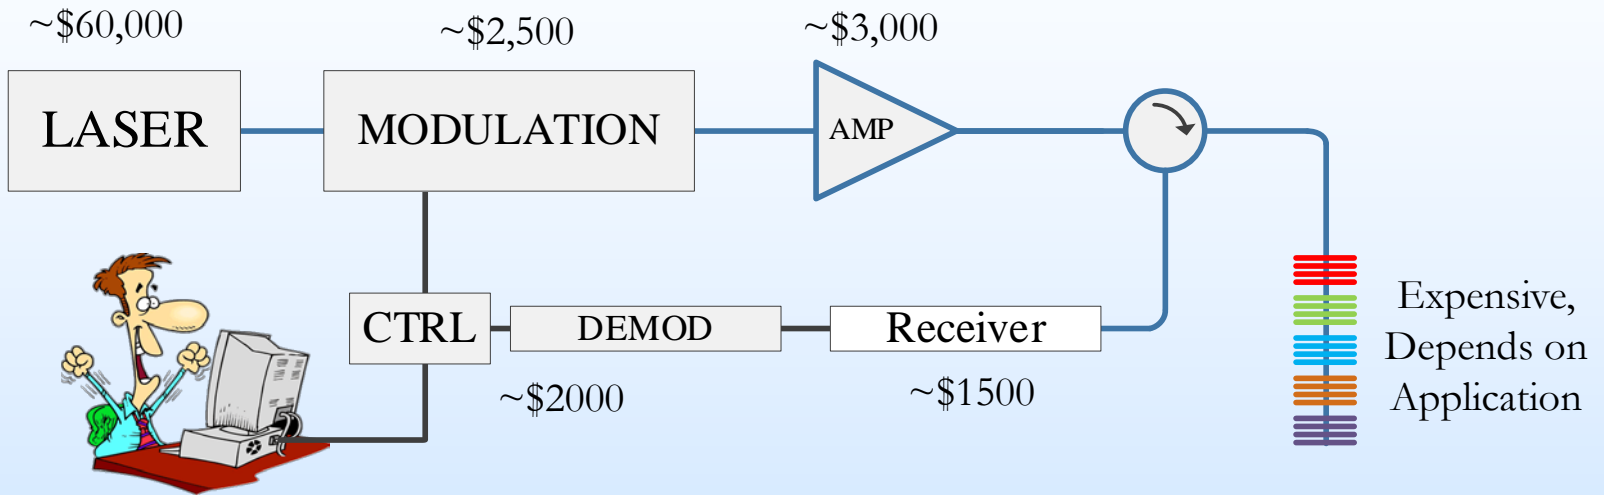 ~$60,000
~$2,500
~$3,000
LASER
MODULATION
AMP
CTRL
DEMOD
Receiver
~$2000
~$1500
Expensive,
Depends on
Application